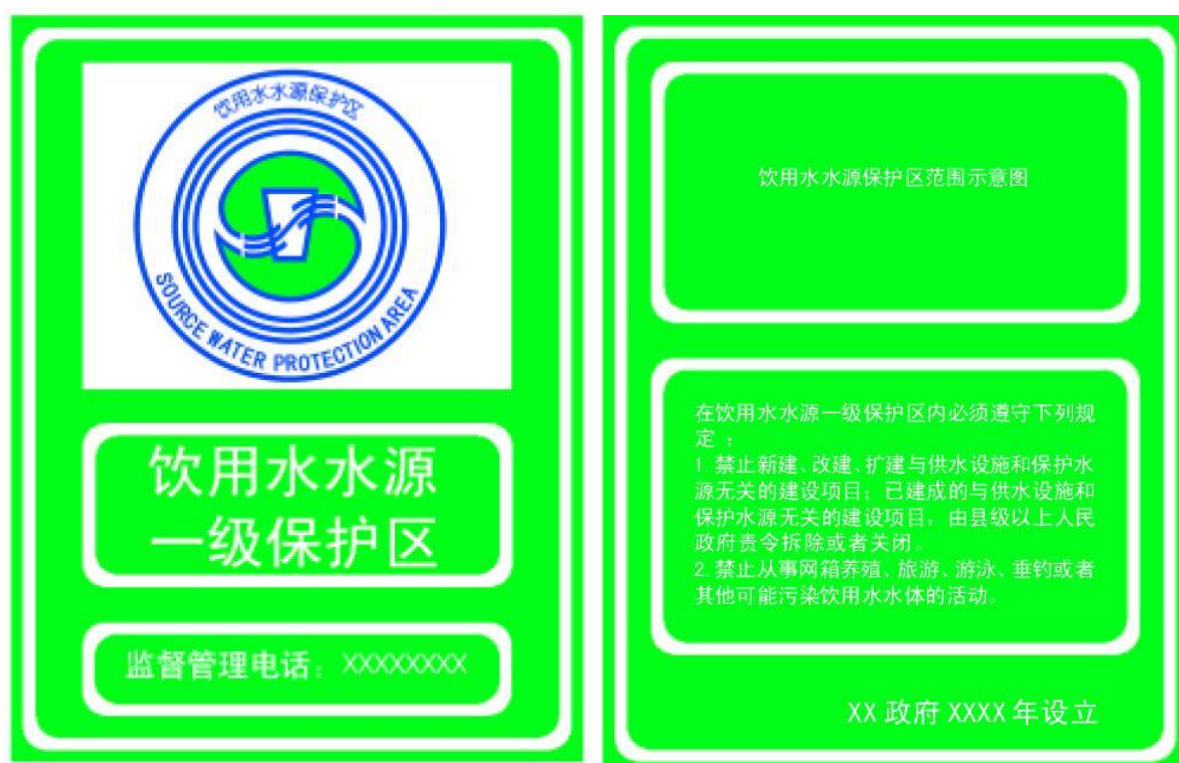 饮用水水源保护区
SOURCE WATER PROTECTION AREA
饮用水水源
一级保护区
监督管理电话：XXXXXXXX
饮用水水源保护区范围示意图
在饮用水水源一级保护区内必须遵守下列规
定：
1.禁止新建、改建、扩建与供水设施和保护水
源无关的建设项目；已建成的与供水设施和
保护水源无关的建设项目，由县级以上人民
政府责令拆除或者关闭。
2.禁止从事网箱养殖、旅游、游泳、垂钓或者
其他可能污染饮用水水体的活动。
XX 政府 XXXX 年设立